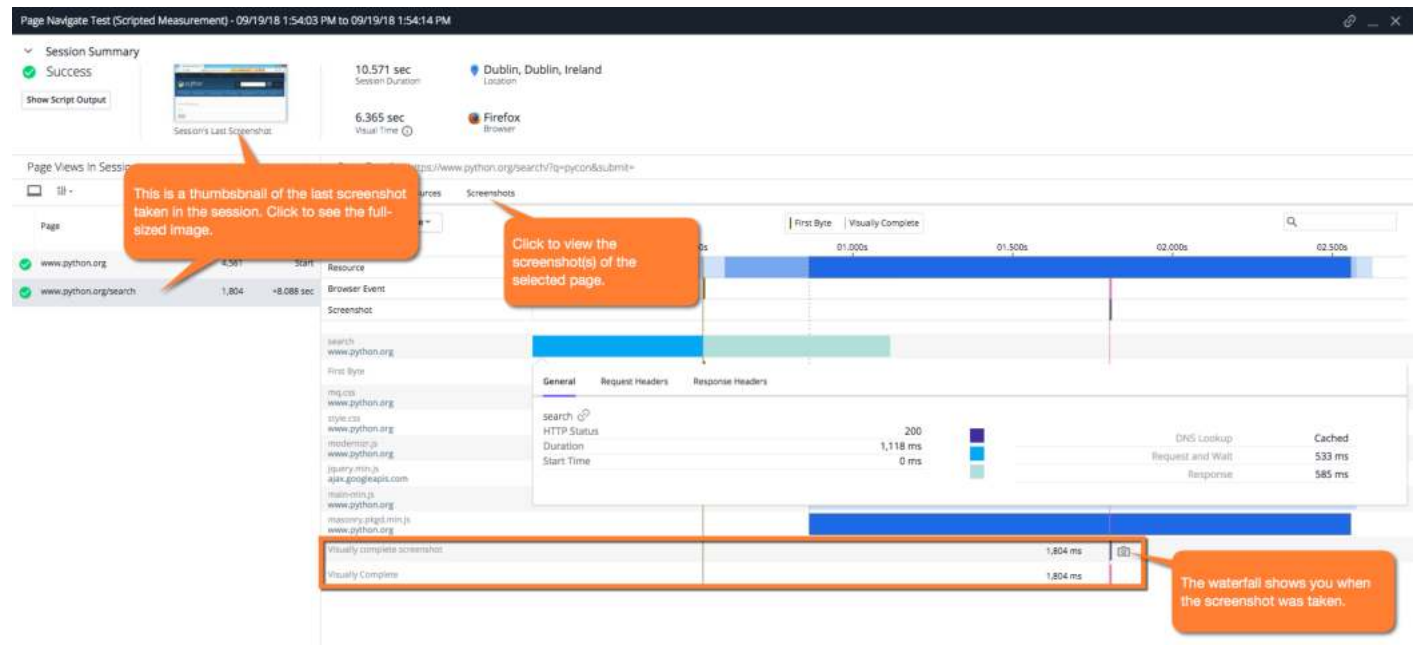 Page Navigate Test (Scripted Measurement) - 09/19/18 1:54:03 PM to 09/19/18 1:54:14 PM
Session Summary
Success
Show Script Output
Session's Last Screenshot
10.571 sec
Session Duration
6.365 sec
Visual Time
Dublin, Dublin, Ireland
Location
Firefox
Browser
Page Views In
https://www.python.org/search/?q=pycon&submit=
Screenshots
This is a thumbsbnail of the last screenshot
taken in the session. Click to see the full-
sized image.
Click to view the
screenshot(s) of the
selected page.
First Byte Visually Complete
Page
01.000s 01.500s 02.000s 02.500s
www.python.org 4,561 Start
www.python.org/search 1,804 +8.088 sec
Resource
Browser Event
Screenshot
search
www.python.org
First Byte
mq.css
www.python.org
style.css
www.python.org
modernizr.js
www.python.org
jquery.min.js
ajax.googleapis.com
main-min.js
www.python.org
masonry.pkgd.min.js
www.python.org
General Request Headers Response Headers
search
HTTP Status 200
Duration 1,118 ms
Start Time 0 ms
DNS Lookup Cached
Request and Wait 533 ms
Response 585 ms
Visually complete screenshot 1,804 ms
Visually Complete 1,804 ms
The waterfall shows you when
the screenshot was taken.